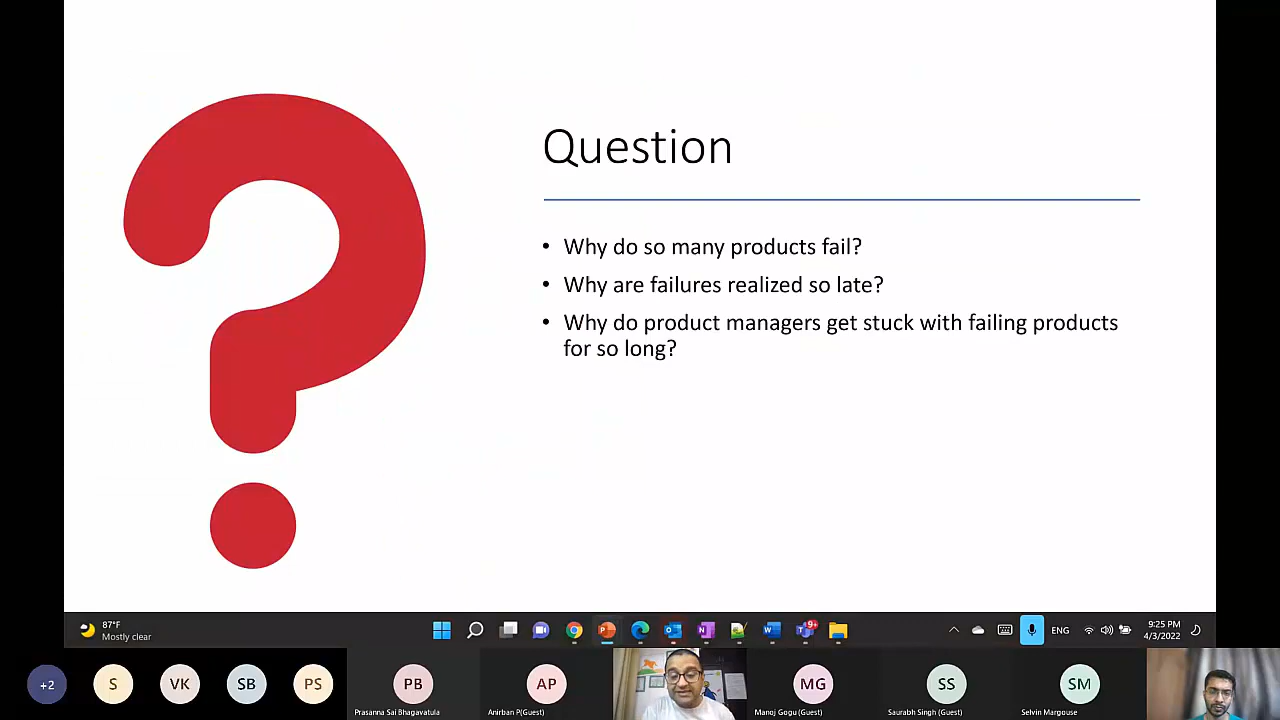 Question
• Why do so many products fail?
• Why are failures realized so late?
• Why do product managers get stuck with failing products
for so long?
87°F
Mostly clear
9+
ENG
9:25 PM
4/3/2022
+2
S
VK
SB
PS
PB
Prasanna Sai Bhagavatula
AP
Anirban P(Guest)
MG
Manoj Gogu (Guest)
SS
Saurabh Singh (Guest)
SM
Selvin Margouse